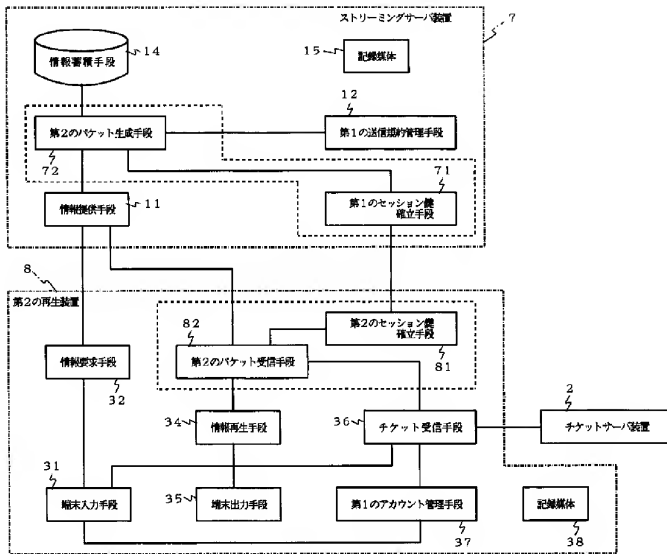 ストリーミングサーバ装置
7
情報蓄積手段
14
15
記録媒体
12
第2のパケット生成手段
第1の送信規約管理手段
72
71
情報提供手段
11
第1のセッション鍵
確立手段
8
第2の再生装置
82
第2のセッション鍵
確立手段
情報要求手段
第2のパケット受信手段
81
32
2
34
情報再生手段
36
チケット受信手段
チケットサーバ装置
31
端末入力手段
35
端末出力手段
第1のアカウント管理手段
記録媒体
37
38